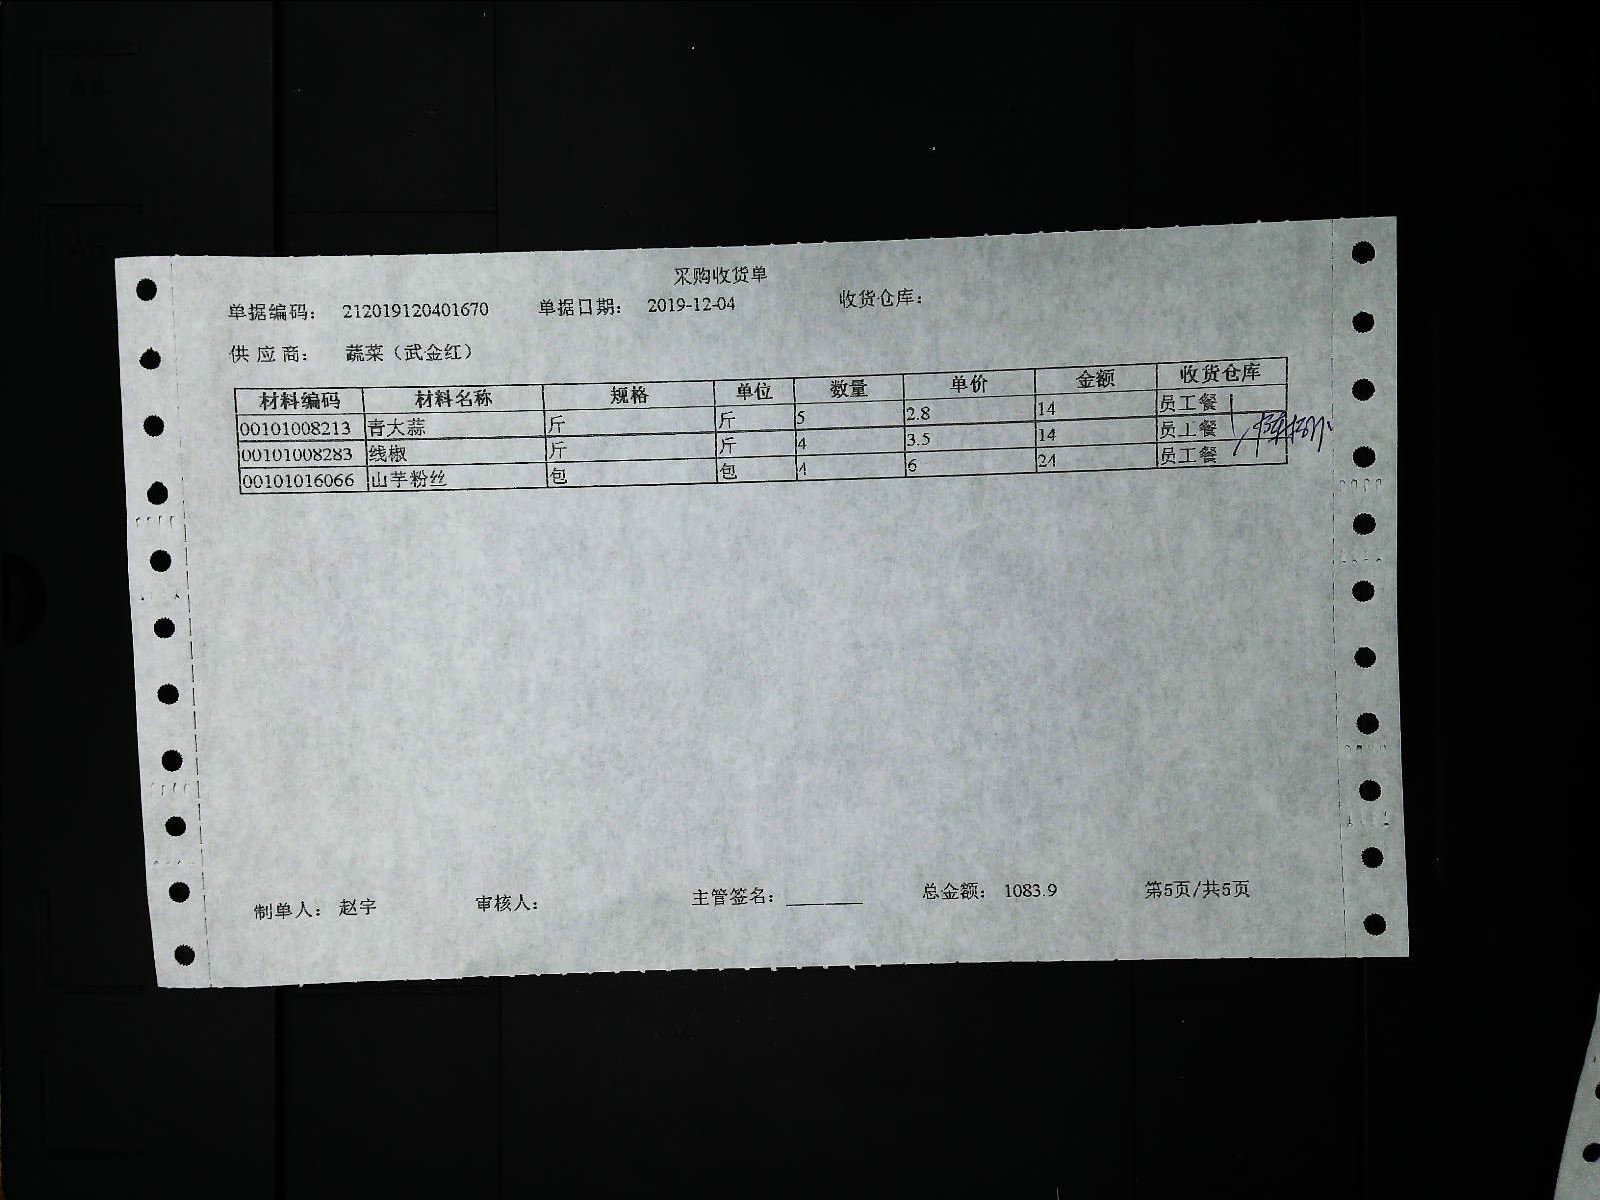 采购收货单
单据编码： 212019120401670 单据日期： 2019-12-04 收货仓库：
供 应 商： 蔬菜（武金红）
材料编码 材料名称 规格 单位 数量 单价 金额 收货仓库
00101008213 青大蒜 斤 斤 5 2.8 14 员工餐
00101008283 线椒 斤 斤 4 3.5 14 员工餐
00101016066 山芋粉丝 包 包 4 6 24 员工餐
制单人： 赵宇 审核人： 主管签名： ________ 总金额： 1083.9 第5页/共5页